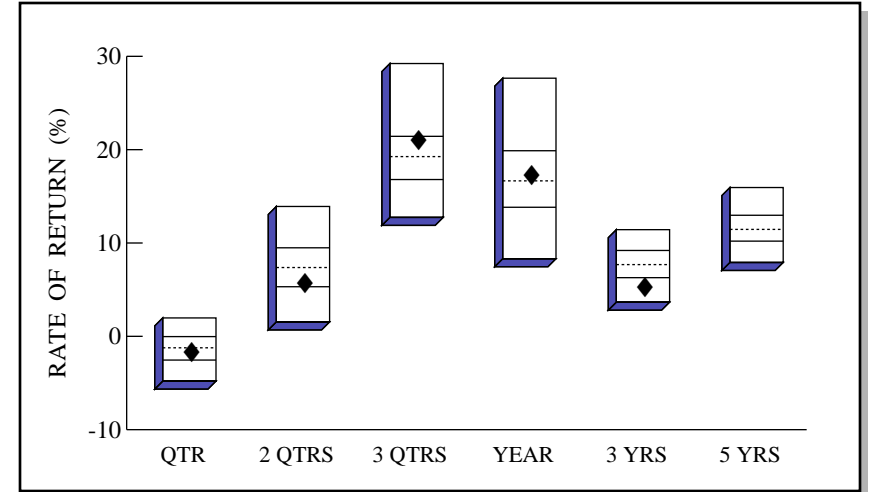 30
20
10
0
-10
RATE OF RETURN (%)
QTR 2 QTRS 3 QTRS YEAR 3 YRS 5 YRS